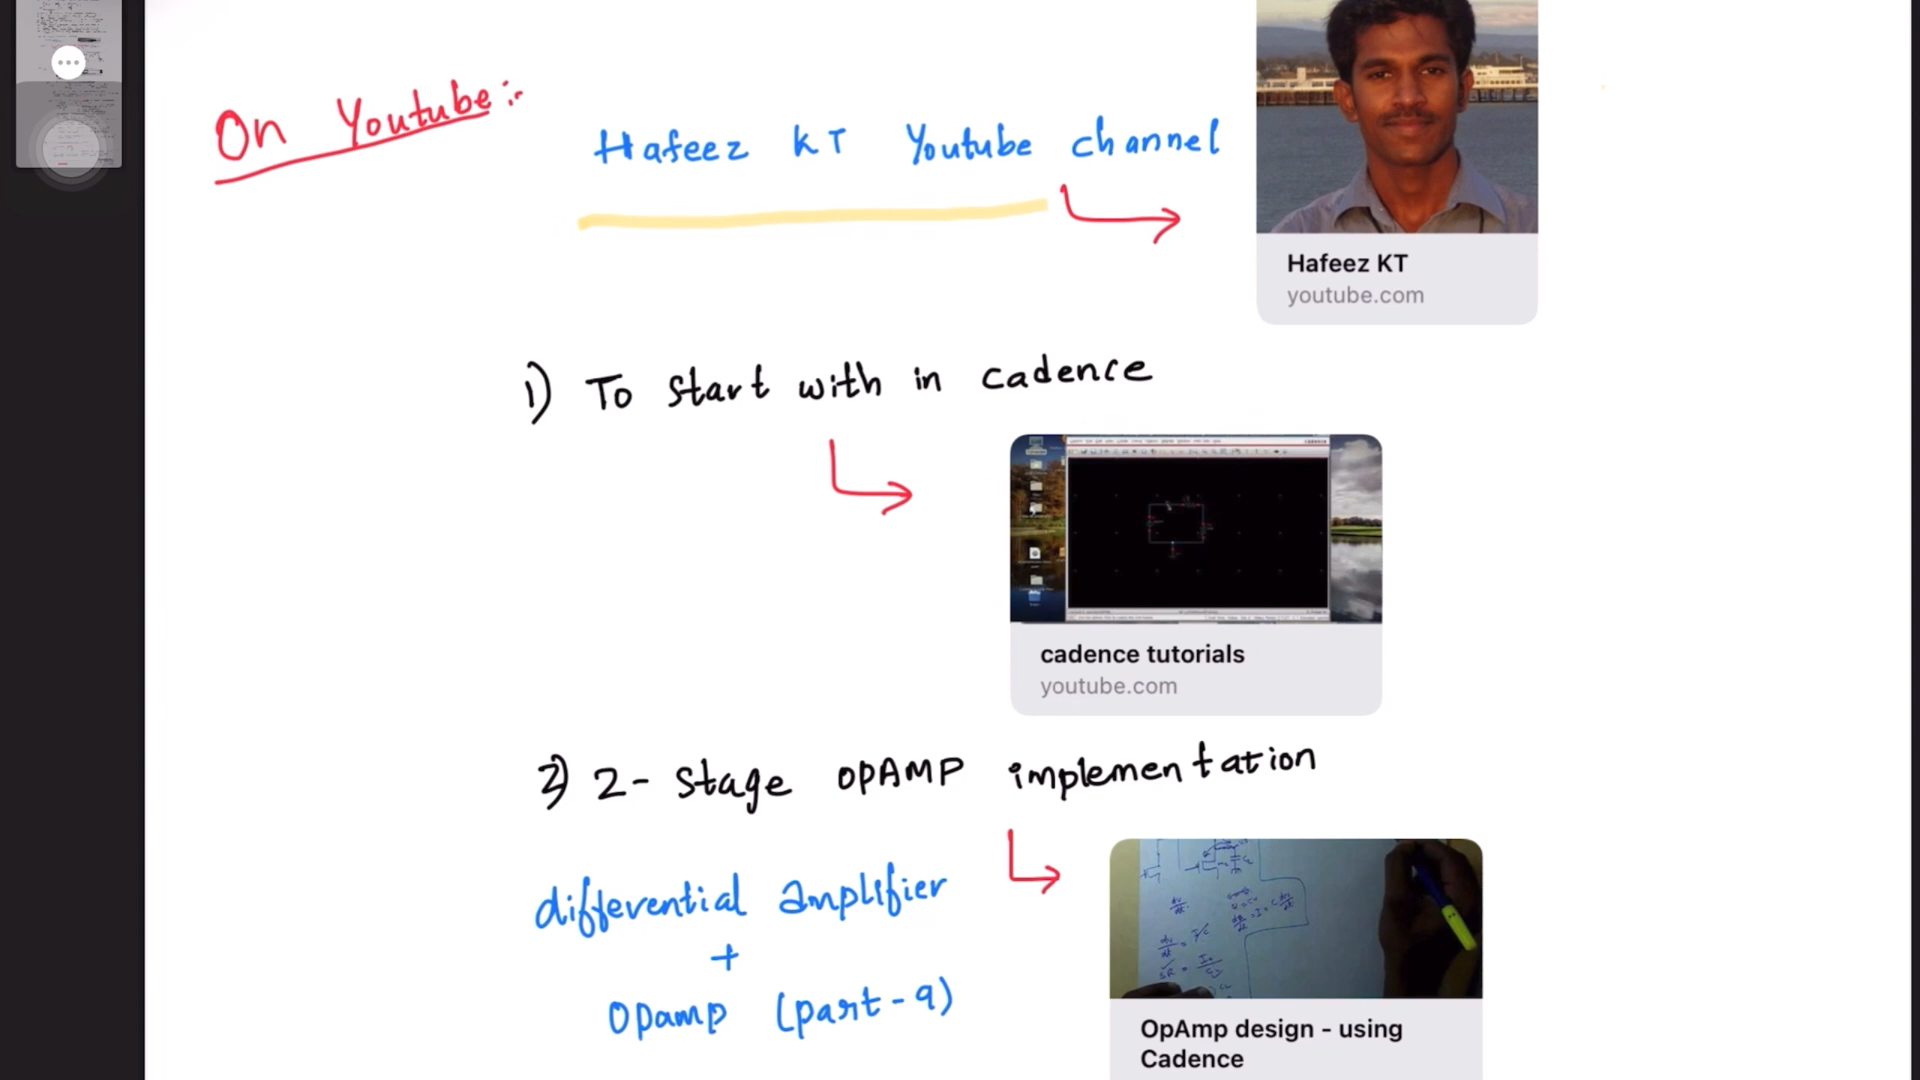 On Youtube :-
Hafeez KT Youtube channel
Hafeez KT
youtube.com
1) To start with in cadence
cadence tutorials
youtube.com
2) 2- stage OPAMP implementation
differential amplifier
+
Opamp (part-9)
OpAmp design - using
Cadence